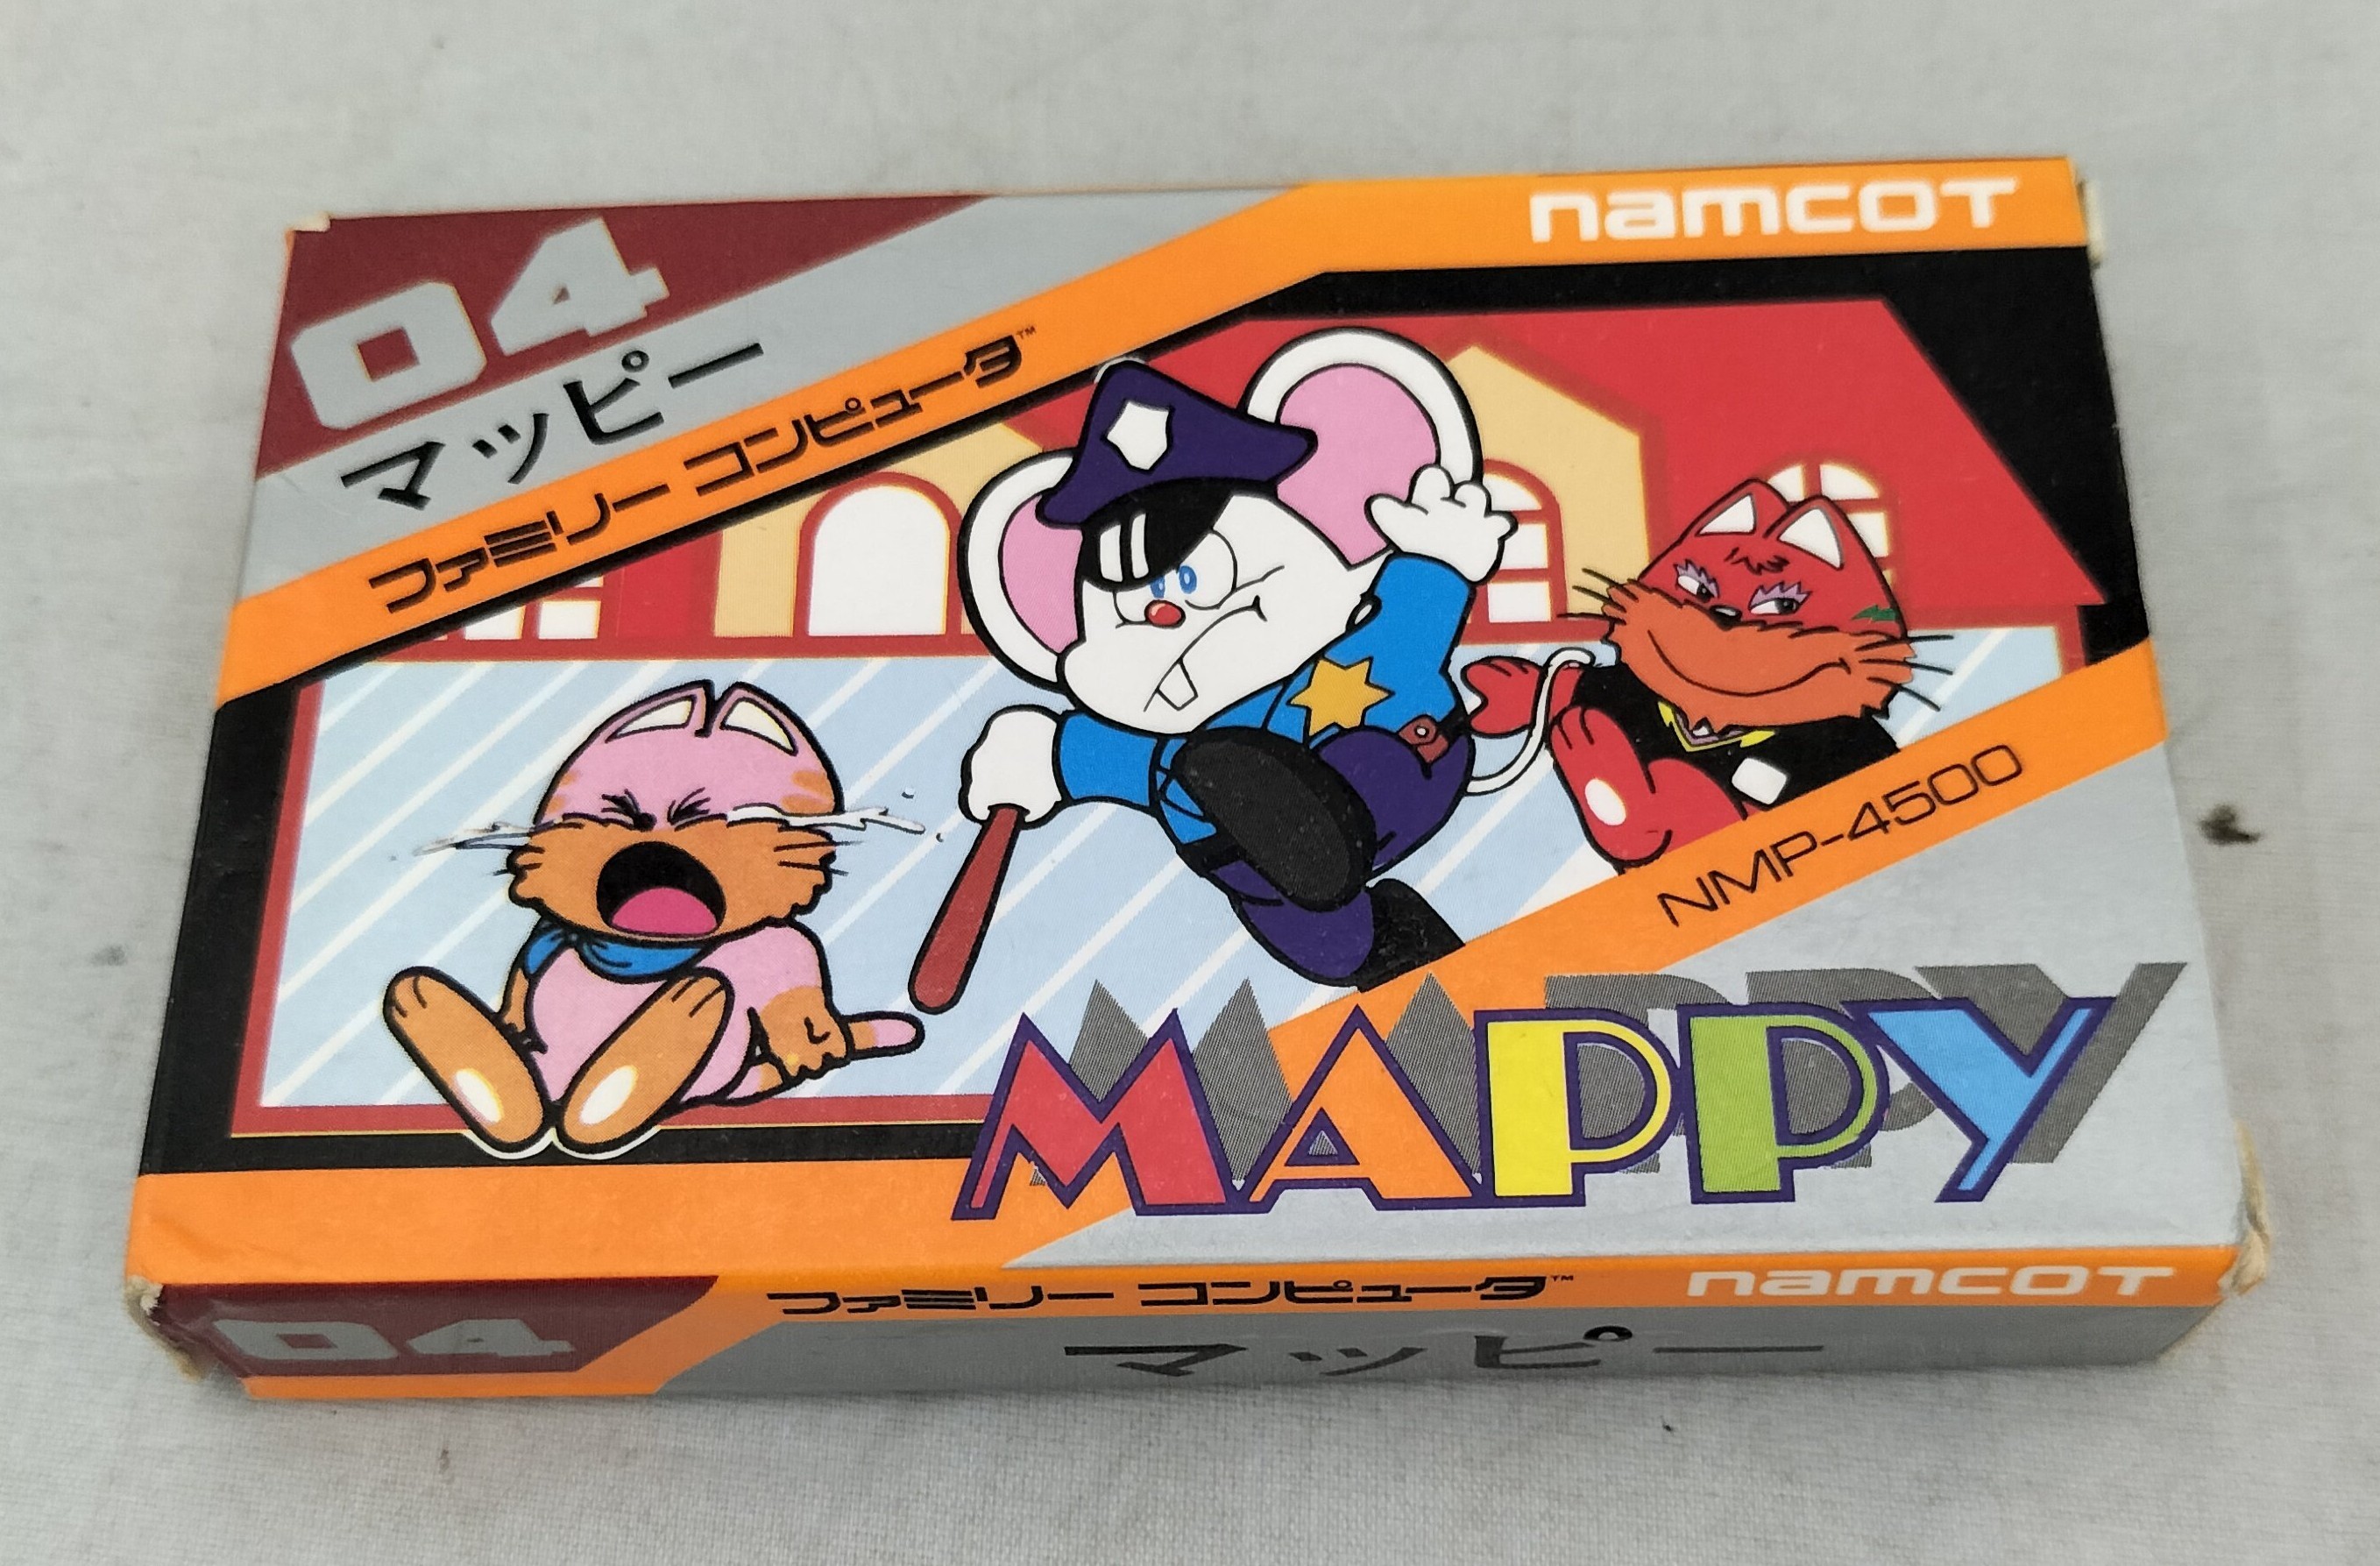 namcot
04
マッピー
ファミリー コンピュータ™
NMP-4500
MAPPY
ファミリー コンピュータ™
namcot
04
マッピー